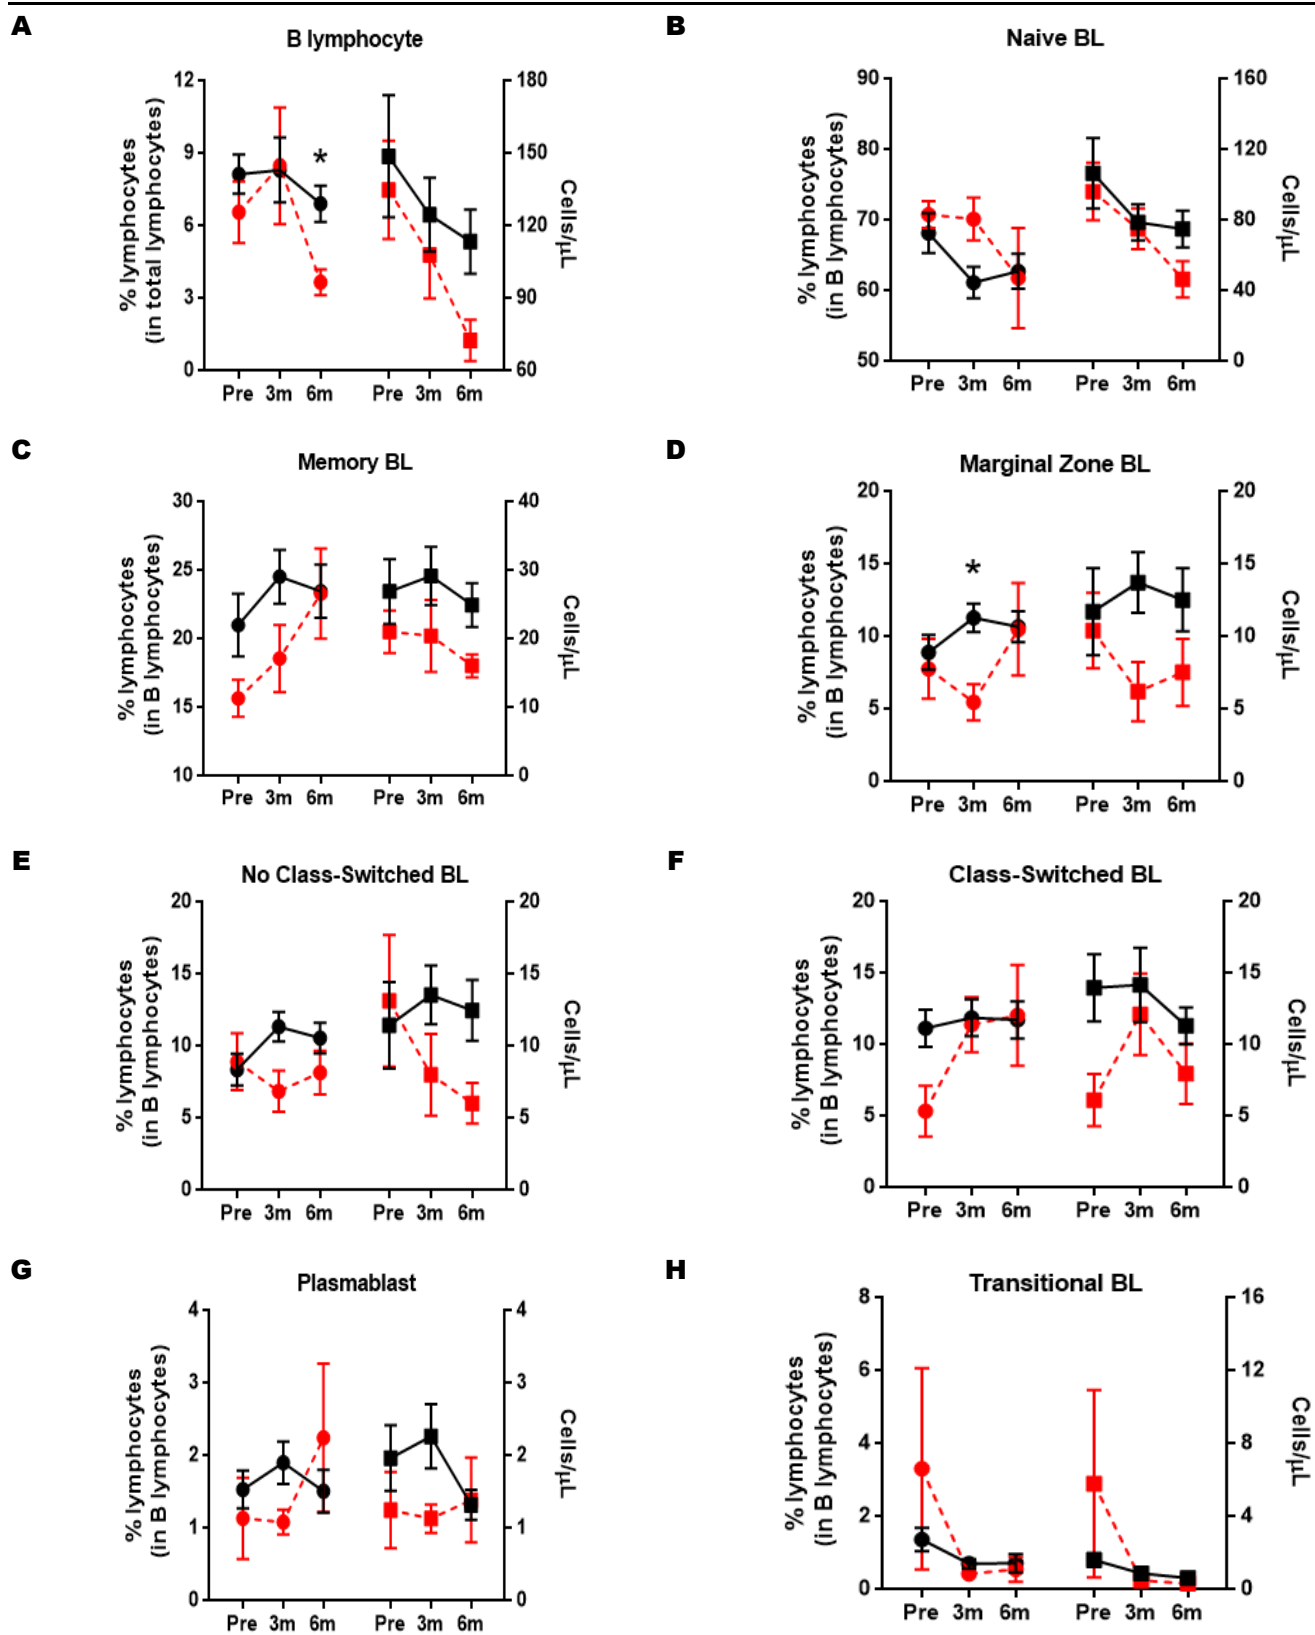 A
B lymphocyte
12
9
6
3
0
% lymphocytes
(in total lymphocytes)
*
180
150
120
90
60
Cells/μL
Pre 3m 6m Pre 3m 6m
B
Naive BL
90
80
70
60
50
% lymphocytes
(in B lymphocytes)
160
120
80
40
0
Cells/μL
Pre 3m 6m Pre 3m 6m
C
Memory BL
30
25
20
15
10
% lymphocytes
(in B lymphocytes)
40
30
20
10
0
Cells/μL
Pre 3m 6m Pre 3m 6m
D
Marginal Zone BL
20
15
10
5
0
% lymphocytes
(in B lymphocytes)
*
20
15
10
5
0
Cells/μL
Pre 3m 6m Pre 3m 6m
E
No Class-Switched BL
20
15
10
5
0
% lymphocytes
(in B lymphocytes)
20
15
10
5
0
Cells/μL
Pre 3m 6m Pre 3m 6m
F
Class-Switched BL
20
15
10
5
0
% lymphocytes
(in B lymphocytes)
20
15
10
5
0
Cells/μL
Pre 3m 6m Pre 3m 6m
G
Plasmablast
4
3
2
1
0
% lymphocytes
(in B lymphocytes)
4
3
2
1
0
Cells/μL
Pre 3m 6m Pre 3m 6m
H
Transitional BL
8
6
4
2
0
% lymphocytes
(in B lymphocytes)
16
12
8
4
0
Cells/μL
Pre 3m 6m Pre 3m 6m